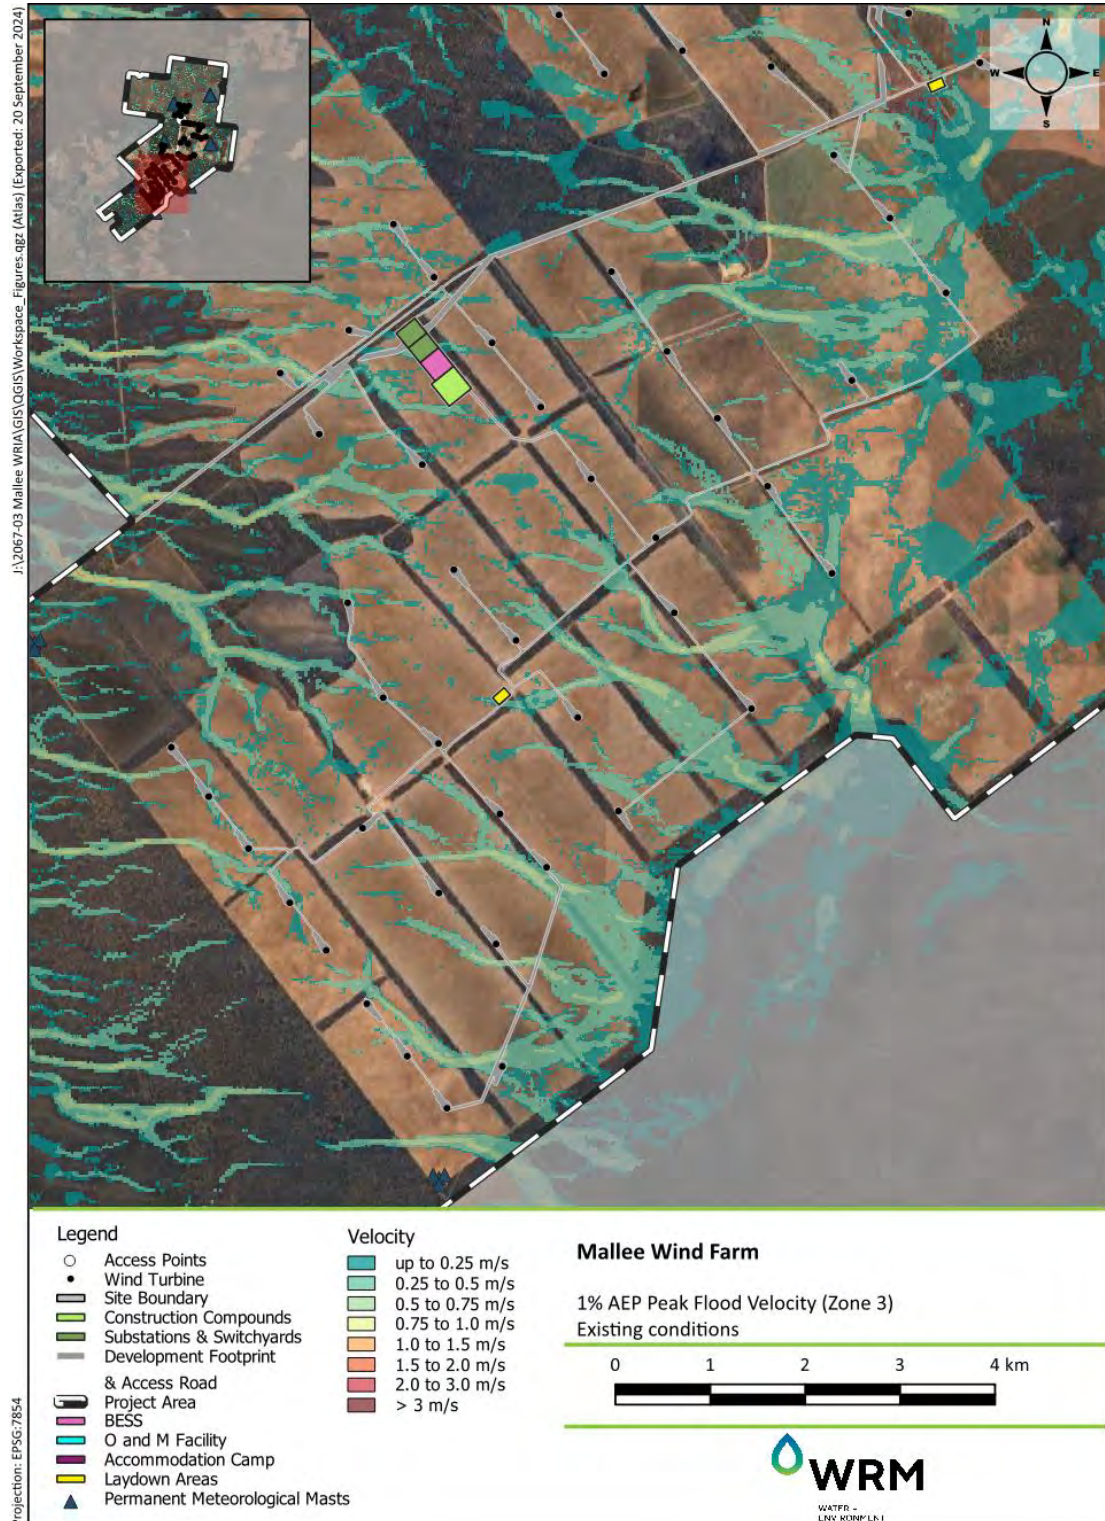 J:\2067-03 Mallee WRIA\GIS\QGIS\Workspace_Figures.qgz (Atlas) (Exported: 20 September 2024)
Projection: EPSG:7854
N
W
E
S
Legend
Access Points
Wind Turbine
Site Boundary
Construction Compounds
Substations & Switchyards
Development Footprint
& Access Road
Project Area
BESS
O and M Facility
Accommodation Camp
Laydown Areas
Permanent Meteorological Masts
Velocity
up to 0.25 m/s
0.25 to 0.5 m/s
0.5 to 0.75 m/s
0.75 to 1.0 m/s
1.0 to 1.5 m/s
1.5 to 2.0 m/s
2.0 to 3.0 m/s
> 3 m/s
Mallee Wind Farm
1% AEP Peak Flood Velocity (Zone 3)
Existing conditions
0 1 2 3 4 km
WRM
WATER +
ENVIRONMENT